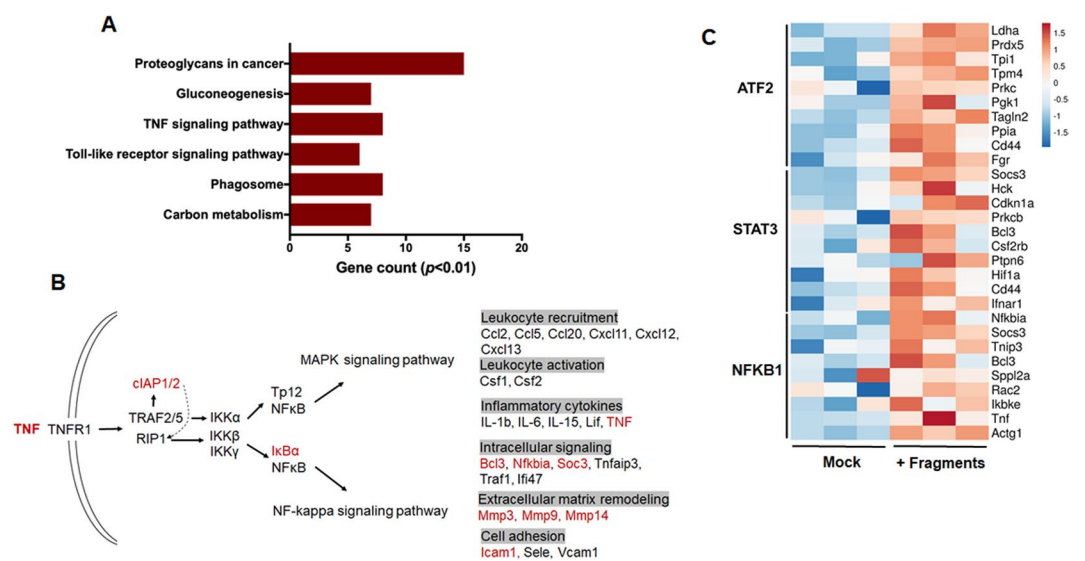 A
Proteoglycans in cancer
Gluconeogenesis
TNF signaling pathway
Toll-like receptor signaling pathway
Phagosome
Carbon metabolism
0 5 10 15 20
Gene count (p<0.01)
B
TNF TNFR1
cIAP1/2
TRAF2/5
RIP1
IKKα
IKKβ
IKKγ
Tp12
NFκB
IκBα
NFκB
MAPK signaling pathway
NF-kappa signaling pathway
Leukocyte recruitment
Ccl2, Ccl5, Ccl20, Cxcl11, Cxcl12,
Cxcl13
Leukocyte activation
Csf1, Csf2
Inflammatory cytokines
IL-1b, IL-6, IL-15, Lif, TNF
Intracellular signaling
Bcl3, Nfkbia, Soc3, Tnfaip3,
Traf1, Ifi47
Extracellular matrix remodeling
Mmp3, Mmp9, Mmp14
Cell adhesion
Icam1, Sele, Vcam1
C
ATF2
Ldha
Prdx5
Tpi1
Tpm4
Prkc
Pgk1
Tagln2
Ppia
Cd44
Fgr
STAT3
Socs3
Hck
Cdkn1a
Prkcb
Bcl3
Csf2rb
Ptpn6
Hif1a
Cd44
Ifnar1
NFKB1
Nfkbia
Socs3
Tnip3
Bcl3
Sppl2a
Rac2
Ikbke
Tnf
Actg1
Mock
+ Fragments
1.5
1
0.5
0
-0.5
-1
-1.5